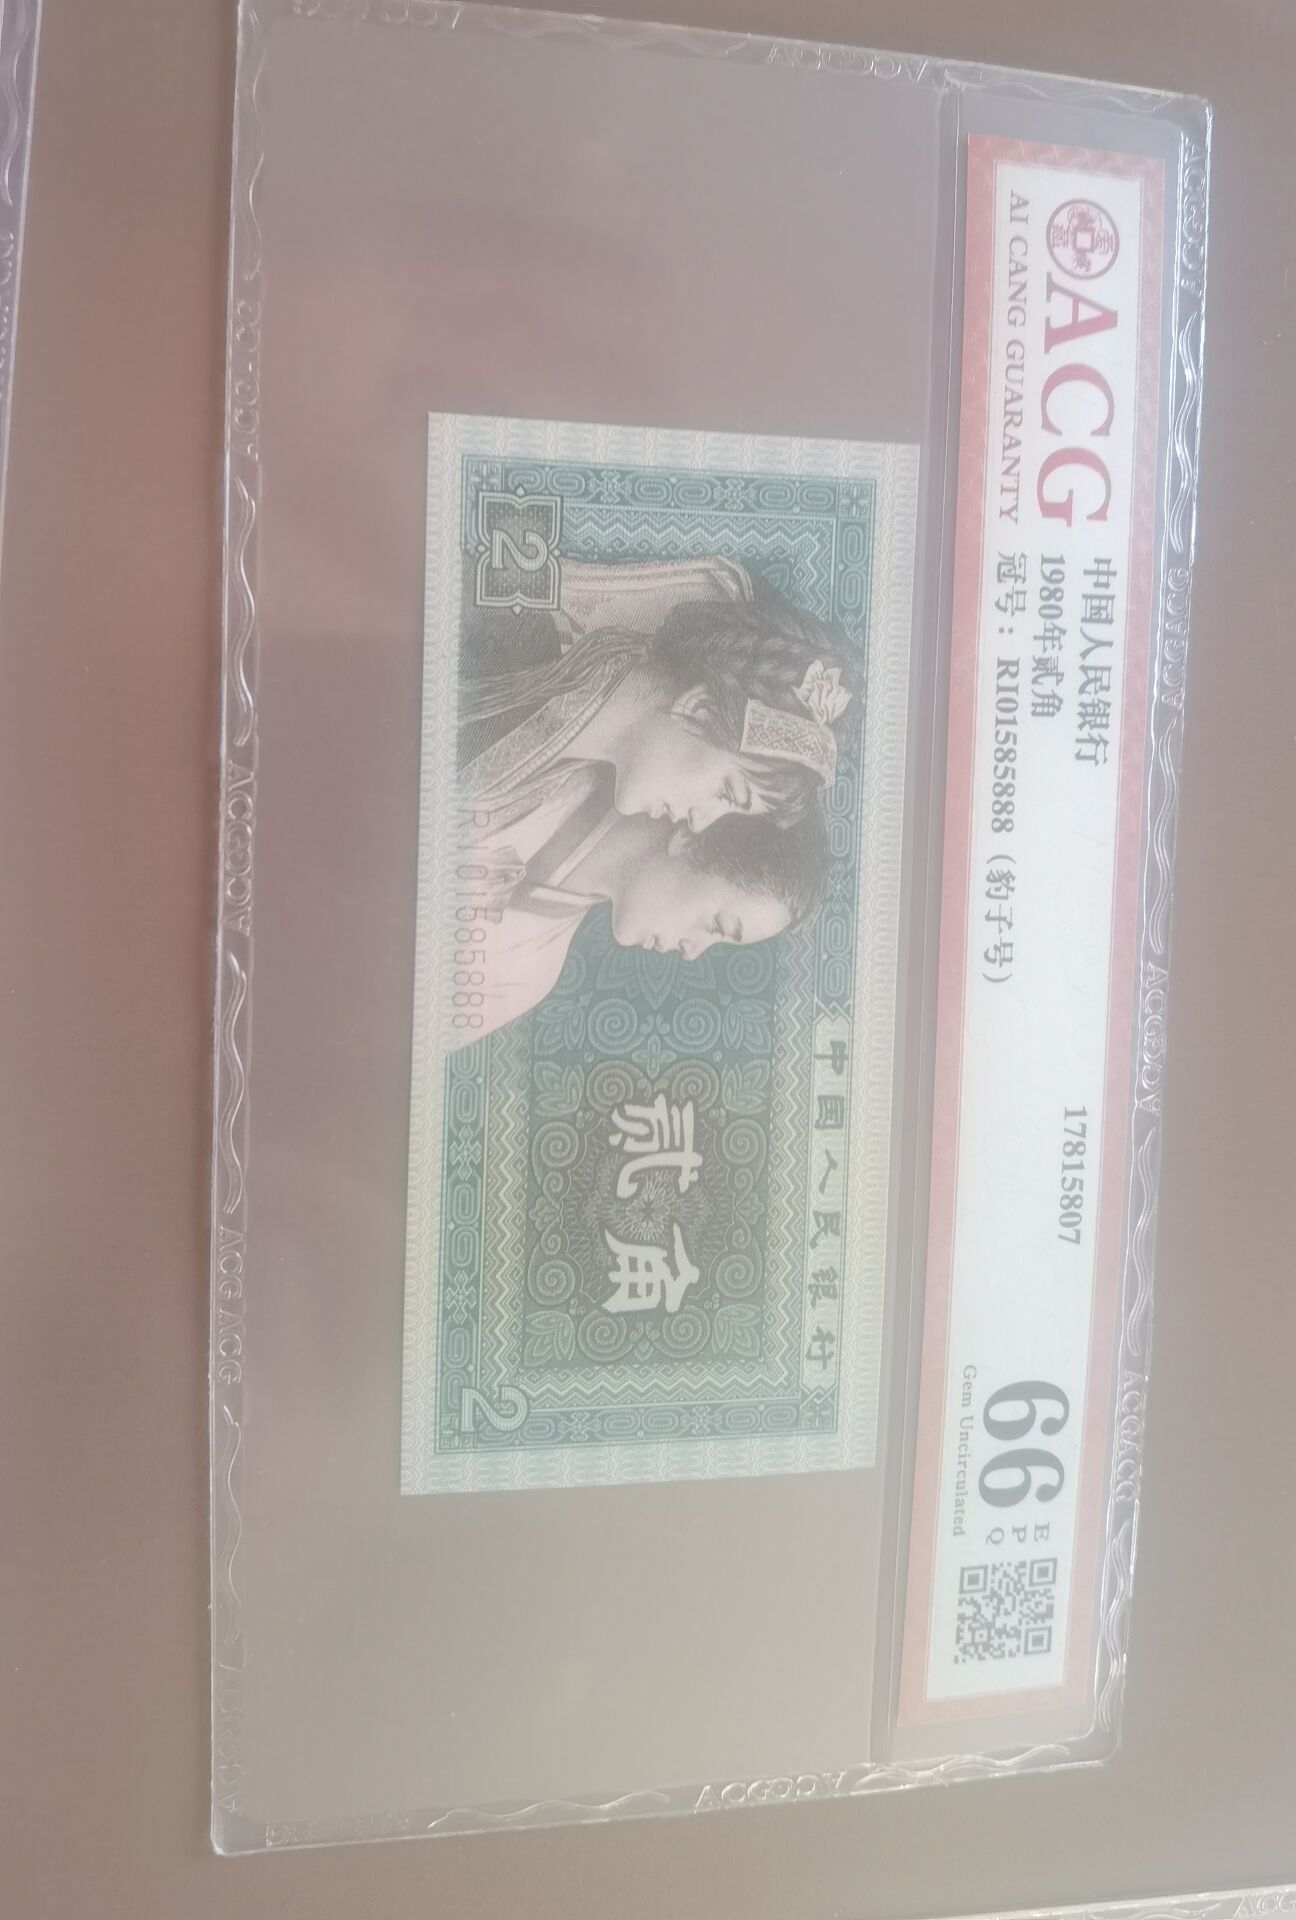 ACG
AI CANG GUARANTY
中国人民银行
1980年贰角
冠号：RI01585888（豹子号）
17815807
66
EPQ
Gem Uncirculated
中国人民银行
贰角
RI01585888
2
2
ACGACG